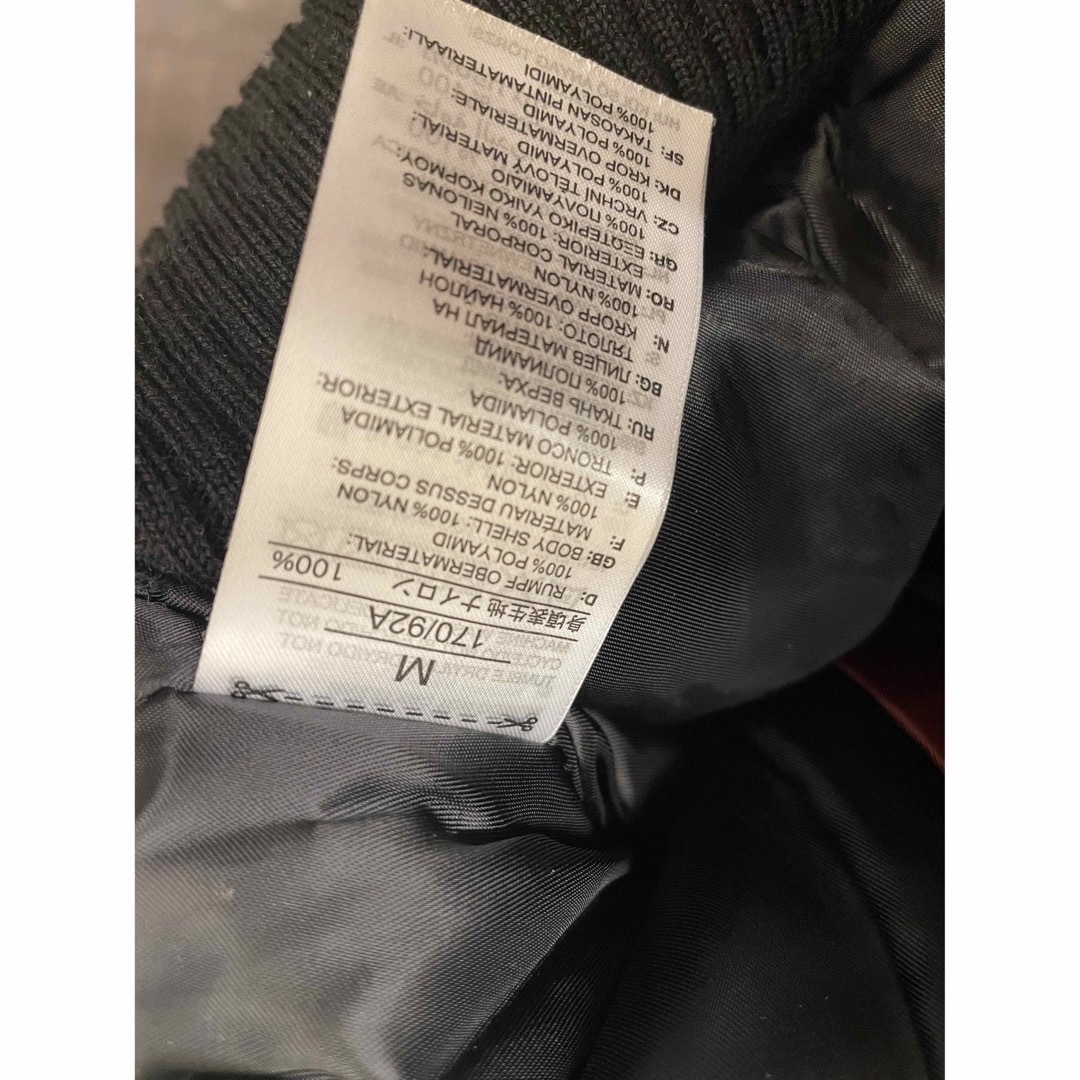 M
170/92A
身頃表生地 ナイロン 100%
D: RUMPF OBERMATERIAL:
100% POLYAMID
GB: BODY SHELL: 100% NYLON
F: MATÉRIAU DESSUS CORPS:
100% NYLON
E: EXTERIOR: 100% POLIAMIDA
P: TRONCO MATERIAL EXTERIOR:
100% POLIAMIDA
RU: ТКАНЬ ВЕРХА:
100% ПОЛИАМИД
BG: ЛИЦЕВ МАТЕРИАЛ НА
ТЯЛОТО: 100% НАЙЛОН
N: KROPP OVERMATERIAL:
100% NYLON
RO: MATERIAL CORPORAL
EXTERIOR: 100% NEILONAS
GR: ΕΞΩΤΕΡΙΚΟ ΥΛΙΚΟ ΚΟΡΜΟΥ:
100% ΠΟΛΥΑΜΙΔΙΟ
CZ: VRCHNÍ TĚLOVÝ MATERIÁL:
100% POLYAMID
DK: KROP OVERMATERIALE:
100% POLYAMID
SF: TAKAOSAN PINTAMATERIAALI:
100% POLYAMIDI